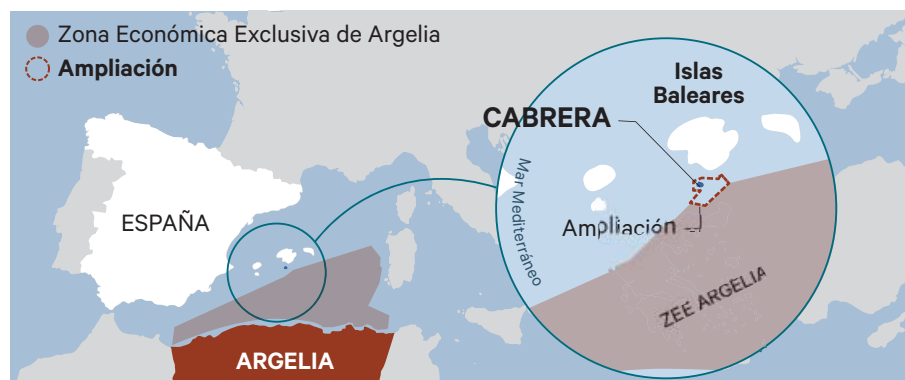 Zona Económica Exclusiva de Argelia
Ampliación
Islas
Baleares
CABRERA
Mar Mediterráneo
ESPAÑA
Ampliación
ZEE ARGELIA
ARGELIA